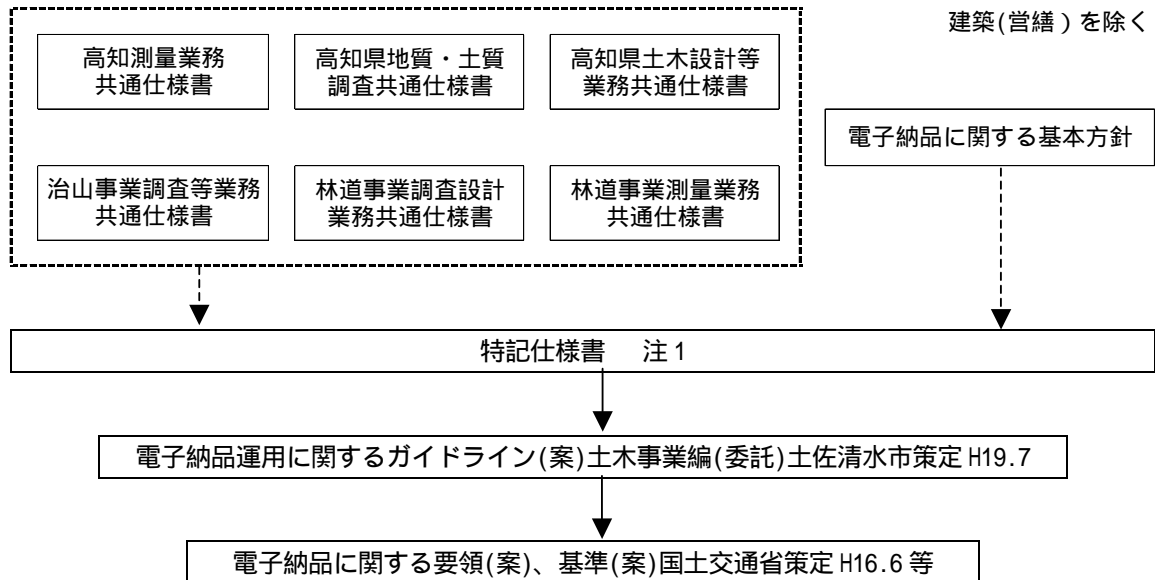 建築(営繕)を除く
高知測量業務
共通仕様書
高知県地質・土質
調査共通仕様書
高知県土木設計等
業務共通仕様書
電子納品に関する基本方針
治山事業調査等業務
共通仕様書
林道事業調査設計
業務共通仕様書
林道事業測量業務
共通仕様書
特記仕様書 注1
電子納品運用に関するガイドライン(案)土木事業編(委託)土佐清水市策定 H19.7
電子納品に関する要領(案)、基準(案)国土交通省策定 H16.6 等